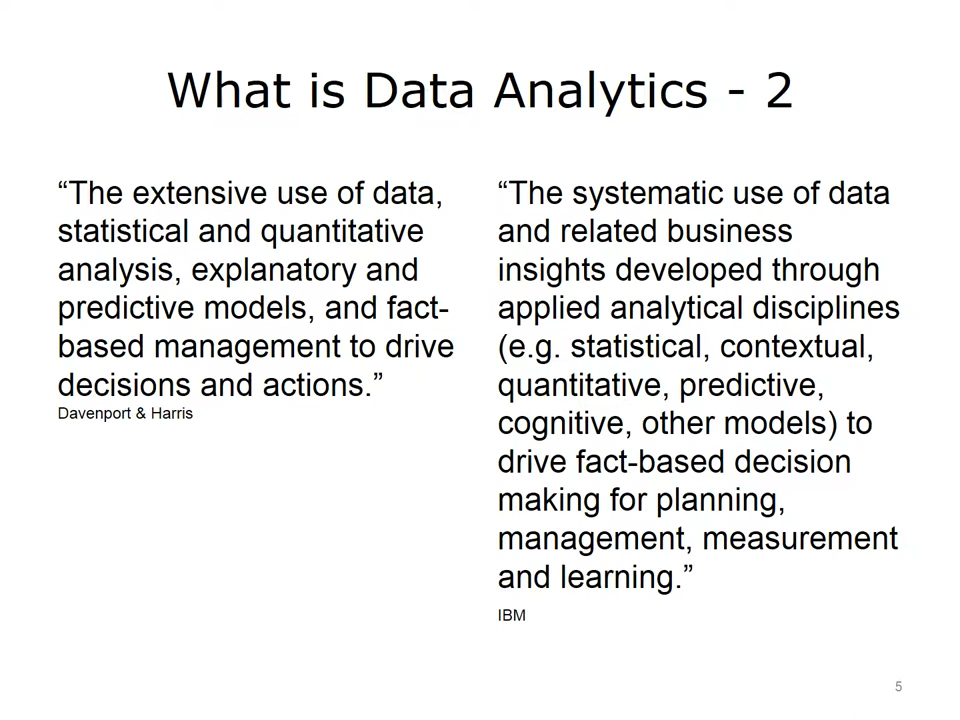 What is Data Analytics - 2
“The extensive use of data,
statistical and quantitative
analysis, explanatory and
predictive models, and fact-
based management to drive
decisions and actions.”
Davenport & Harris
“The systematic use of data
and related business
insights developed through
applied analytical disciplines
(e.g. statistical, contextual,
quantitative, predictive,
cognitive, other models) to
drive fact-based decision
making for planning,
management, measurement
and learning.”
IBM
5